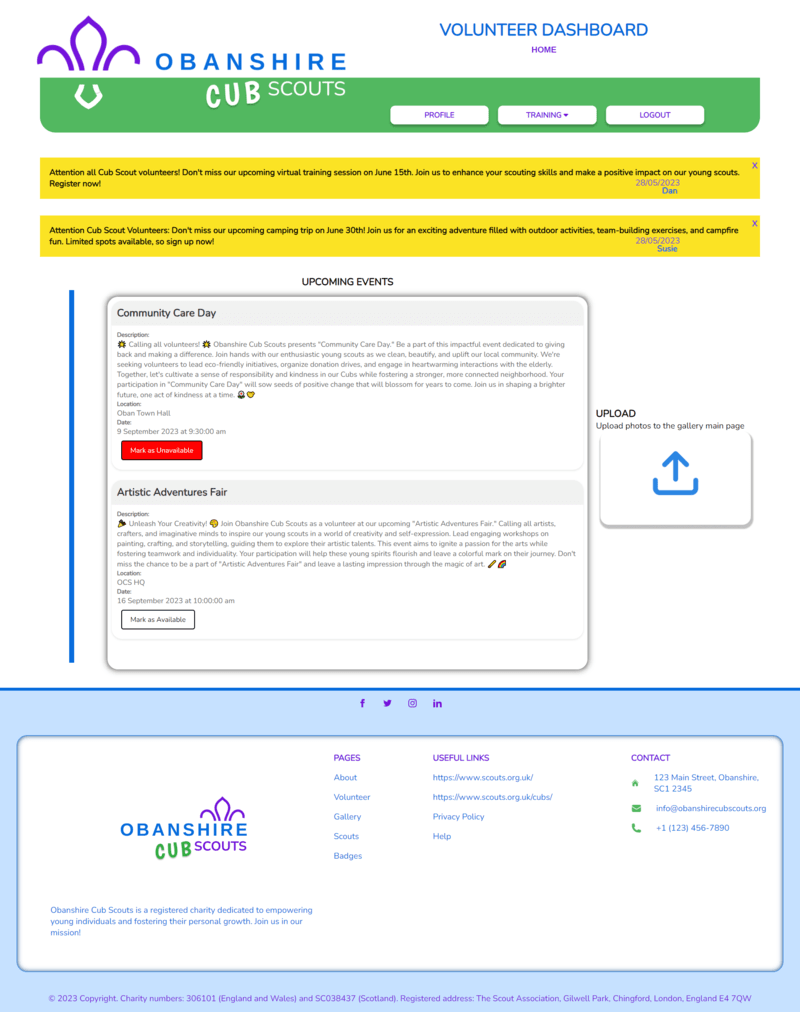 VOLUNTEER DASHBOARD
HOME
OBANSHIRE
CUB SCOUTS
PROFILE
TRAINING
LOGOUT
X
Attention all Cub Scout volunteers! Don't miss our upcoming virtual training session on June 15th. Join us to enhance your scouting skills and make a positive impact on our young scouts.
Register now!
28/05/2023
Dan
X
Attention Cub Scout Volunteers: Don't miss our upcoming camping trip on June 30th! Join us for an exciting adventure filled with outdoor activities, team-building exercises, and campfire
fun. Limited spots available, so sign up now!
28/05/2023
Susie
UPCOMING EVENTS
Community Care Day
Description:
💥 Calling all volunteers! 💥 Obanshire Cub Scouts presents "Community Care Day." Be a part of this impactful event dedicated to giving
back and making a difference. Join hands with our enthusiastic young scouts as we clean, beautify, and uplift our local community. We're
seeking volunteers to lead eco-friendly initiatives, organize donation drives, and engage in heartwarming interactions with the elderly.
Together, let's cultivate a sense of responsibility and kindness in our Cubs while fostering a stronger, more connected neighborhood. Your
participation in "Community Care Day" will sow seeds of positive change that will blossom for years to come. Join us in shaping a brighter
future, one act of kindness at a time.
Location:
Oban Town Hall
Date:
9 September 2023 at 9:30:00 am
Mark as Unavailable
Artistic Adventures Fair
Description:
🎉 Unleash Your Creativity! 🎨 Join Obanshire Cub Scouts as a volunteer at our upcoming "Artistic Adventures Fair." Calling all artists,
crafters, and imaginative minds to inspire our young scouts in a world of creativity and self-expression. Lead engaging workshops on
painting, crafting, and storytelling, guiding them to explore their artistic talents. This event aims to ignite a passion for the arts while
fostering teamwork and individuality. Your participation will help these young spirits flourish and leave a colorful mark on their journey. Don't
miss the chance to be a part of "Artistic Adventures Fair" and leave a lasting impression through the magic of art. 🖌️🌈
Location:
OCS HQ
Date:
16 September 2023 at 10:00:00 am
Mark as Available
UPLOAD
Upload photos to the gallery main page
OBANSHIRE
CUB SCOUTS
Obanshire Cub Scouts is a registered charity dedicated to empowering
young individuals and fostering their personal growth. Join us in our
mission!
PAGES
About
Volunteer
Gallery
Scouts
Badges
USEFUL LINKS
https://www.scouts.org.uk/
https://www.scouts.org.uk/cubs/
Privacy Policy
Help
CONTACT
123 Main Street, Obanshire,
SC1 2345
info@obanshirecubscouts.org
+1 (123) 456-7890
© 2023 Copyright. Charity numbers: 306101 (England and Wales) and SC038437 (Scotland). Registered address: The Scout Association, Gilwell Park, Chingford, London, England E4 7QW